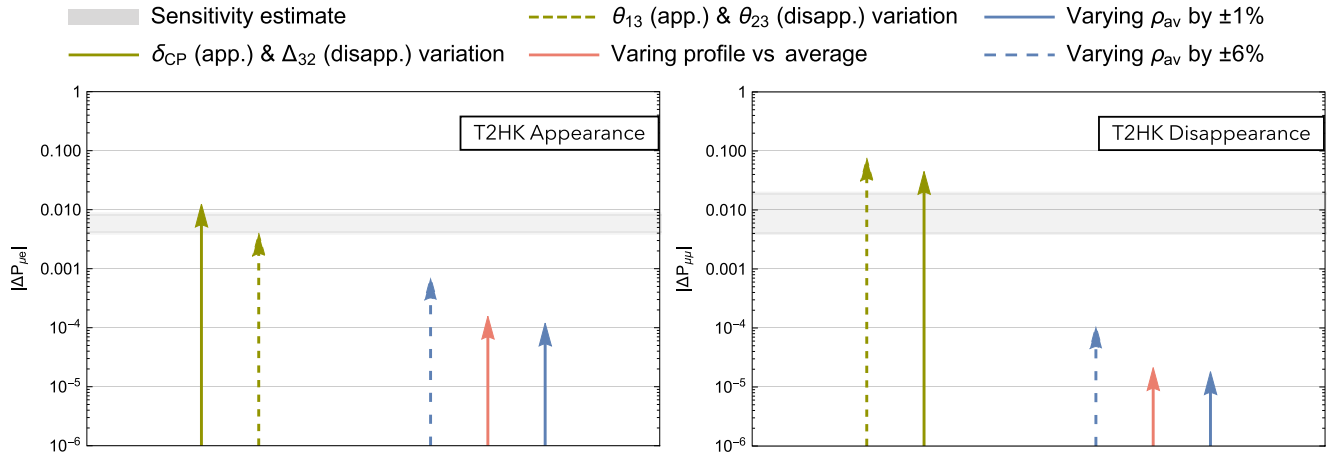 Sensitivity estimate
θ13 (app.) & θ23 (disapp.) variation
Varying ρav by ±1%
δCP (app.) & Δ32 (disapp.) variation
Varing profile vs average
Varying ρav by ±6%
T2HK Appearance
|ΔPμe|
1
0.100
0.010
0.001
10⁻⁴
10⁻⁵
10⁻⁶
T2HK Disappearance
|ΔPμμ|
1
0.100
0.010
0.001
10⁻⁴
10⁻⁵
10⁻⁶